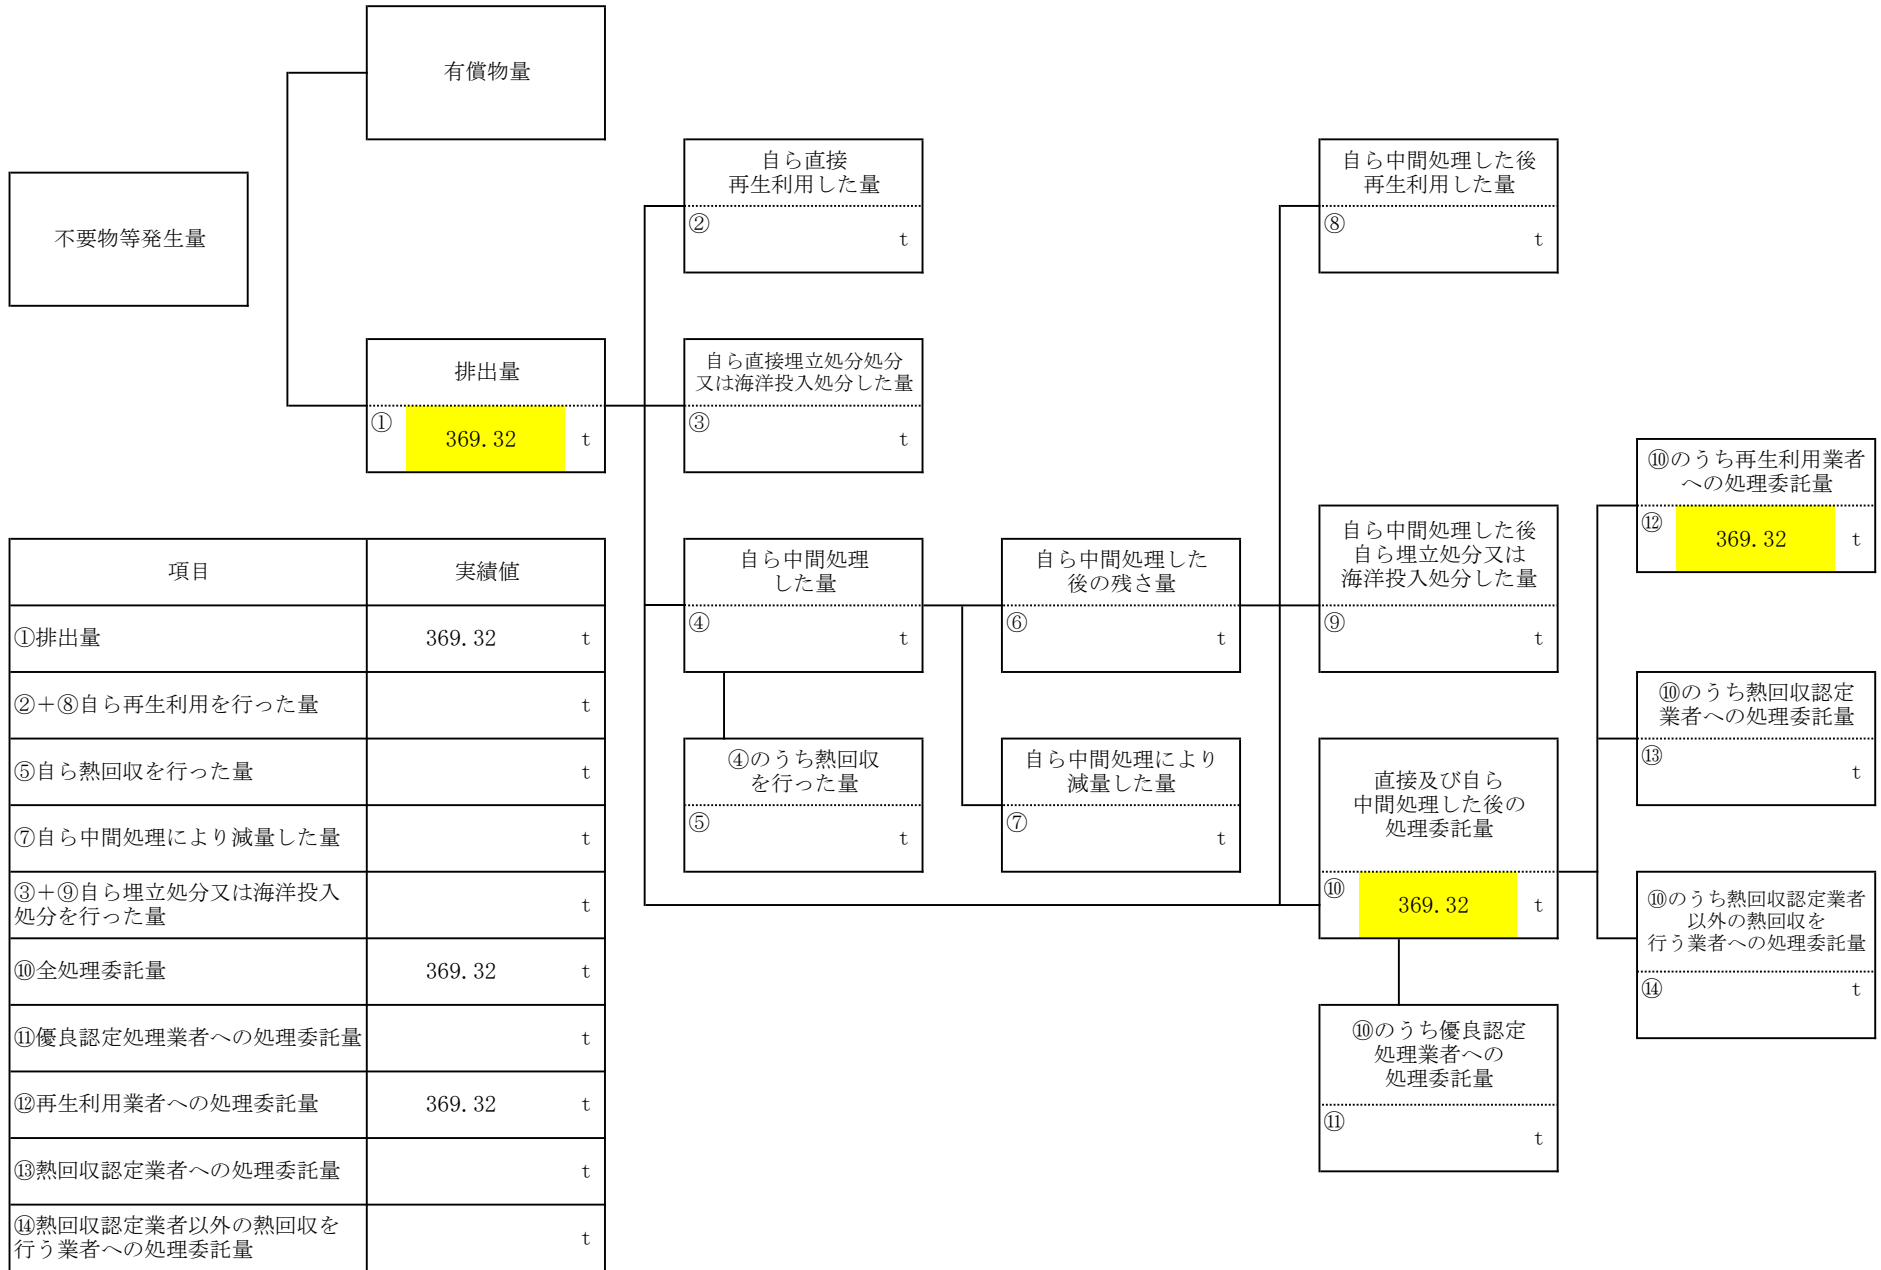 有償物量
不要物等発生量
自ら直接
再生利用した量
②
t
自ら中間処理した後
再生利用した量
⑧
t
排出量
①
369.32
t
自ら直接埋立処分処分
又は海洋投入処分した量
③
t
⑩のうち再生利用業者
への処理委託量
⑫
369.32
t
自ら中間処理
した量
④
t
自ら中間処理した
後の残さ量
⑥
t
自ら中間処理した後
自ら埋立処分又は
海洋投入処分した量
⑨
t
⑩のうち熱回収認定
業者への処理委託量
⑬
t
④のうち熱回収
を行った量
⑤
t
自ら中間処理により
減量した量
⑦
t
直接及び自ら
中間処理した後の
処理委託量
⑩
369.32
t
⑩のうち熱回収認定業者
以外の熱回収を
行う業者への処理委託量
⑭
t
⑩のうち優良認定
処理業者への
処理委託量
⑪
t
項目 実績値
①排出量 369.32 t
②＋⑧自ら再生利用を行った量 t
⑤自ら熱回収を行った量 t
⑦自ら中間処理により減量した量 t
③＋⑨自ら埋立処分又は海洋投入
処分を行った量 t
⑩全処理委託量 369.32 t
⑪優良認定処理業者への処理委託量 t
⑫再生利用業者への処理委託量 369.32 t
⑬熱回収認定業者への処理委託量 t
⑭熱回収認定業者以外の熱回収を
行う業者への処理委託量 t